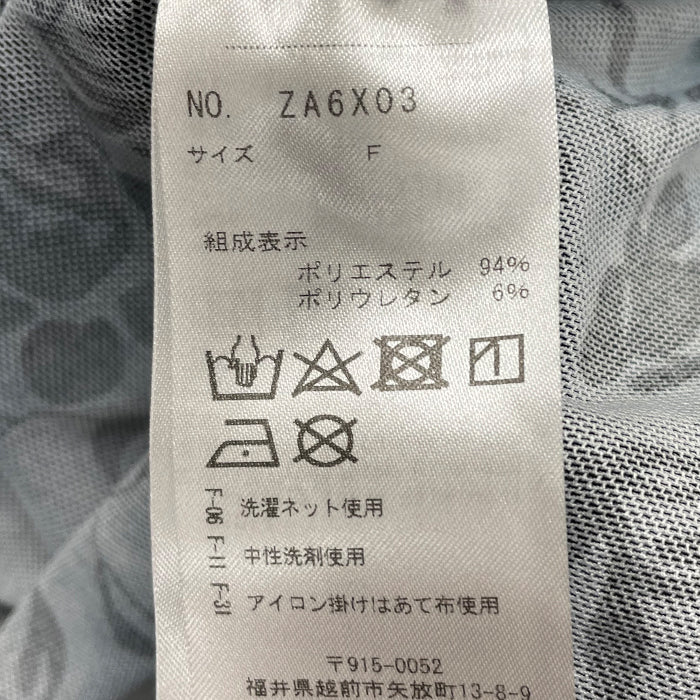 NO. ZA6X03
サイズ F
組成表示
ポリエステル 94%
ポリウレタン 6%
F-06 洗濯ネット使用
F-11 中性洗剤使用
F-31 アイロン掛けはあて布使用
〒915-0052
福井県越前市矢放町13-8-9